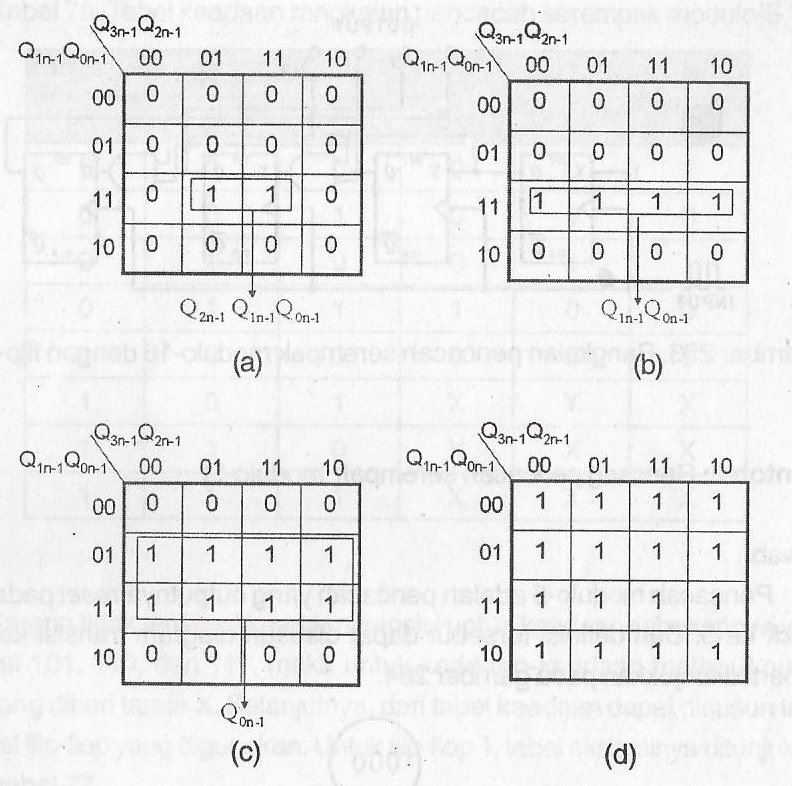 Q3n-1Q2n-1
Q1n-1Q0n-1 00 01 11 10
00 0 0 0 0
01 0 0 0 0
11 0 1 1 0
10 0 0 0 0
Q2n-1 Q1n-1Q0n-1
(a)
Q3n-1Q2n-1
Q1n-1Q0n-1 00 01 11 10
00 0 0 0 0
01 0 0 0 0
11 1 1 1 1
10 0 0 0 0
Q1n-1Q0n-1
(b)
Q3n-1Q2n-1
Q1n-1Q0n-1 00 01 11 10
00 0 0 0 0
01 1 1 1 1
11 1 1 1 1
10 0 0 0 0
Q0n-1
(c)
Q3n-1Q2n-1
Q1n-1Q0n-1 00 01 11 10
00 1 1 1 1
01 1 1 1 1
11 1 1 1 1
10 1 1 1 1
(d)